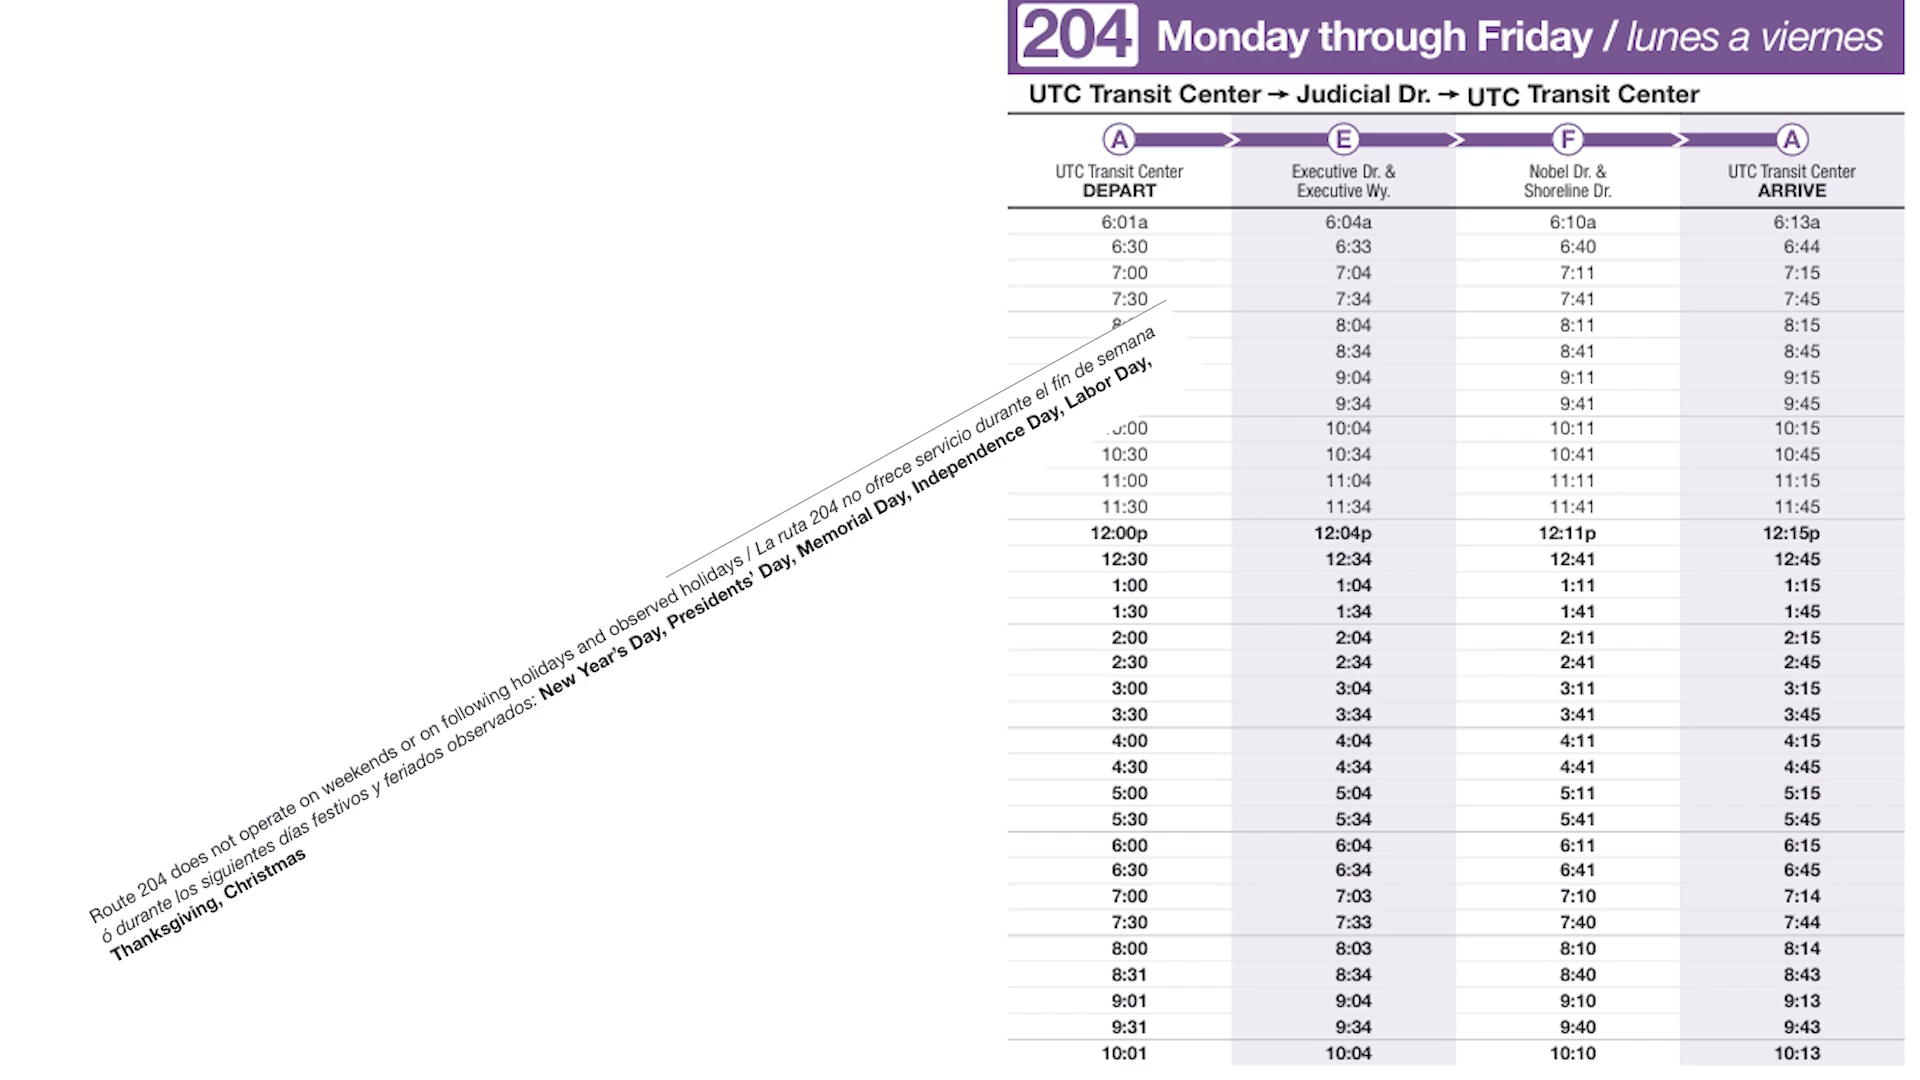 204 Monday through Friday / lunes a viernes
UTC Transit Center → Judicial Dr. → UTC Transit Center
A E F A
UTC Transit Center DEPART Executive Dr. & Executive Wy. Nobel Dr. & Shoreline Dr. UTC Transit Center ARRIVE
6:01a 6:04a 6:10a 6:13a
6:30 6:33 6:40 6:44
7:00 7:04 7:11 7:15
7:30 7:34 7:41 7:45
8:04 8:11 8:15
8:34 8:41 8:45
9:04 9:11 9:15
9:34 9:41 9:45
:00 10:04 10:11 10:15
10:30 10:34 10:41 10:45
11:00 11:04 11:11 11:15
11:30 11:34 11:41 11:45
12:00p 12:04p 12:11p 12:15p
12:30 12:34 12:41 12:45
1:00 1:04 1:11 1:15
1:30 1:34 1:41 1:45
2:00 2:04 2:11 2:15
2:30 2:34 2:41 2:45
3:00 3:04 3:11 3:15
3:30 3:34 3:41 3:45
4:00 4:04 4:11 4:15
4:30 4:34 4:41 4:45
5:00 5:04 5:11 5:15
5:30 5:34 5:41 5:45
6:00 6:04 6:11 6:15
6:30 6:34 6:41 6:45
7:00 7:03 7:10 7:14
7:30 7:33 7:40 7:44
8:00 8:03 8:10 8:14
8:31 8:34 8:40 8:43
9:01 9:04 9:10 9:13
9:31 9:34 9:40 9:43
10:01 10:04 10:10 10:13
Route 204 does not operate on weekends or on following holidays and observed holidays / La ruta 204 no ofrece servicio durante el fín de semana
ó durante los siguientes días festivos y feriados observados: New Year's Day, Presidents' Day, Memorial Day, Independence Day, Labor Day,
Thanksgiving, Christmas